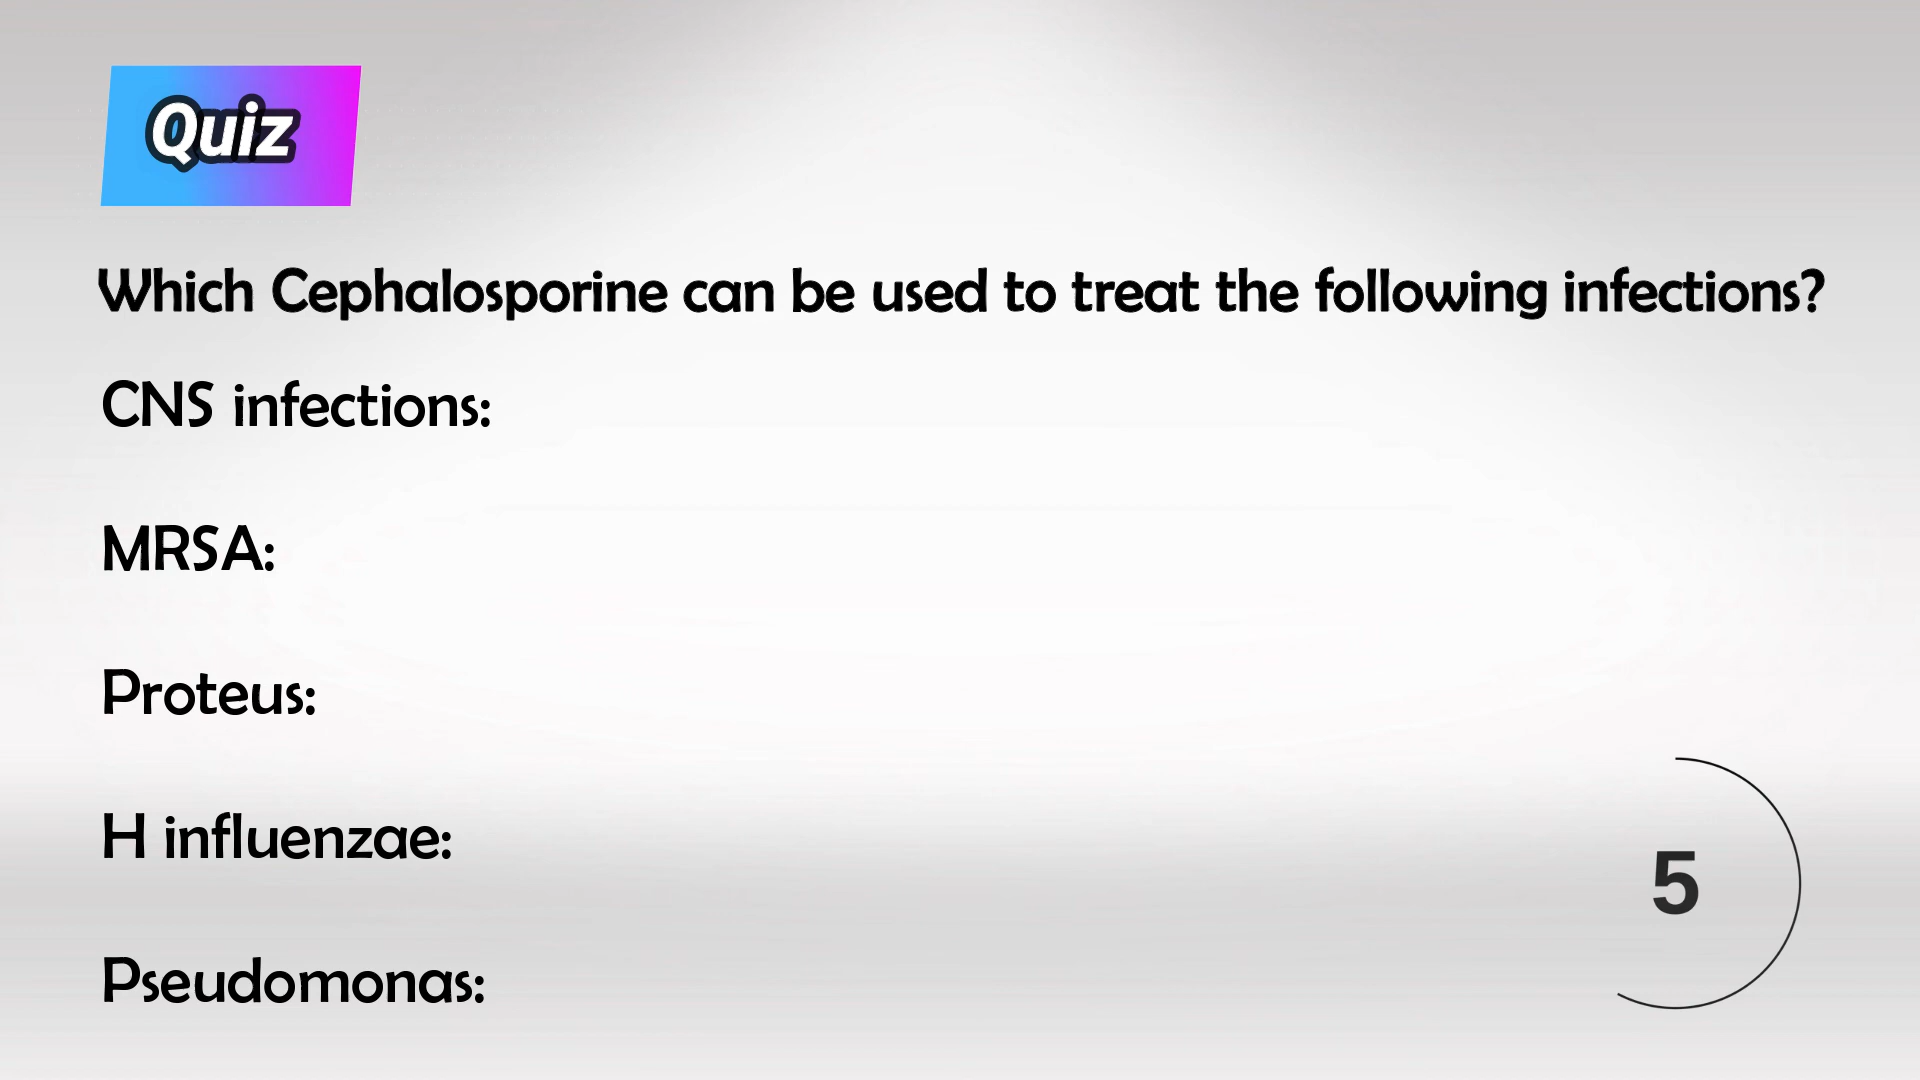 Quiz
Which Cephalosporine can be used to treat the following infections?
CNS infections:
MRSA:
Proteus:
H influenzae:
5
Pseudomonas: